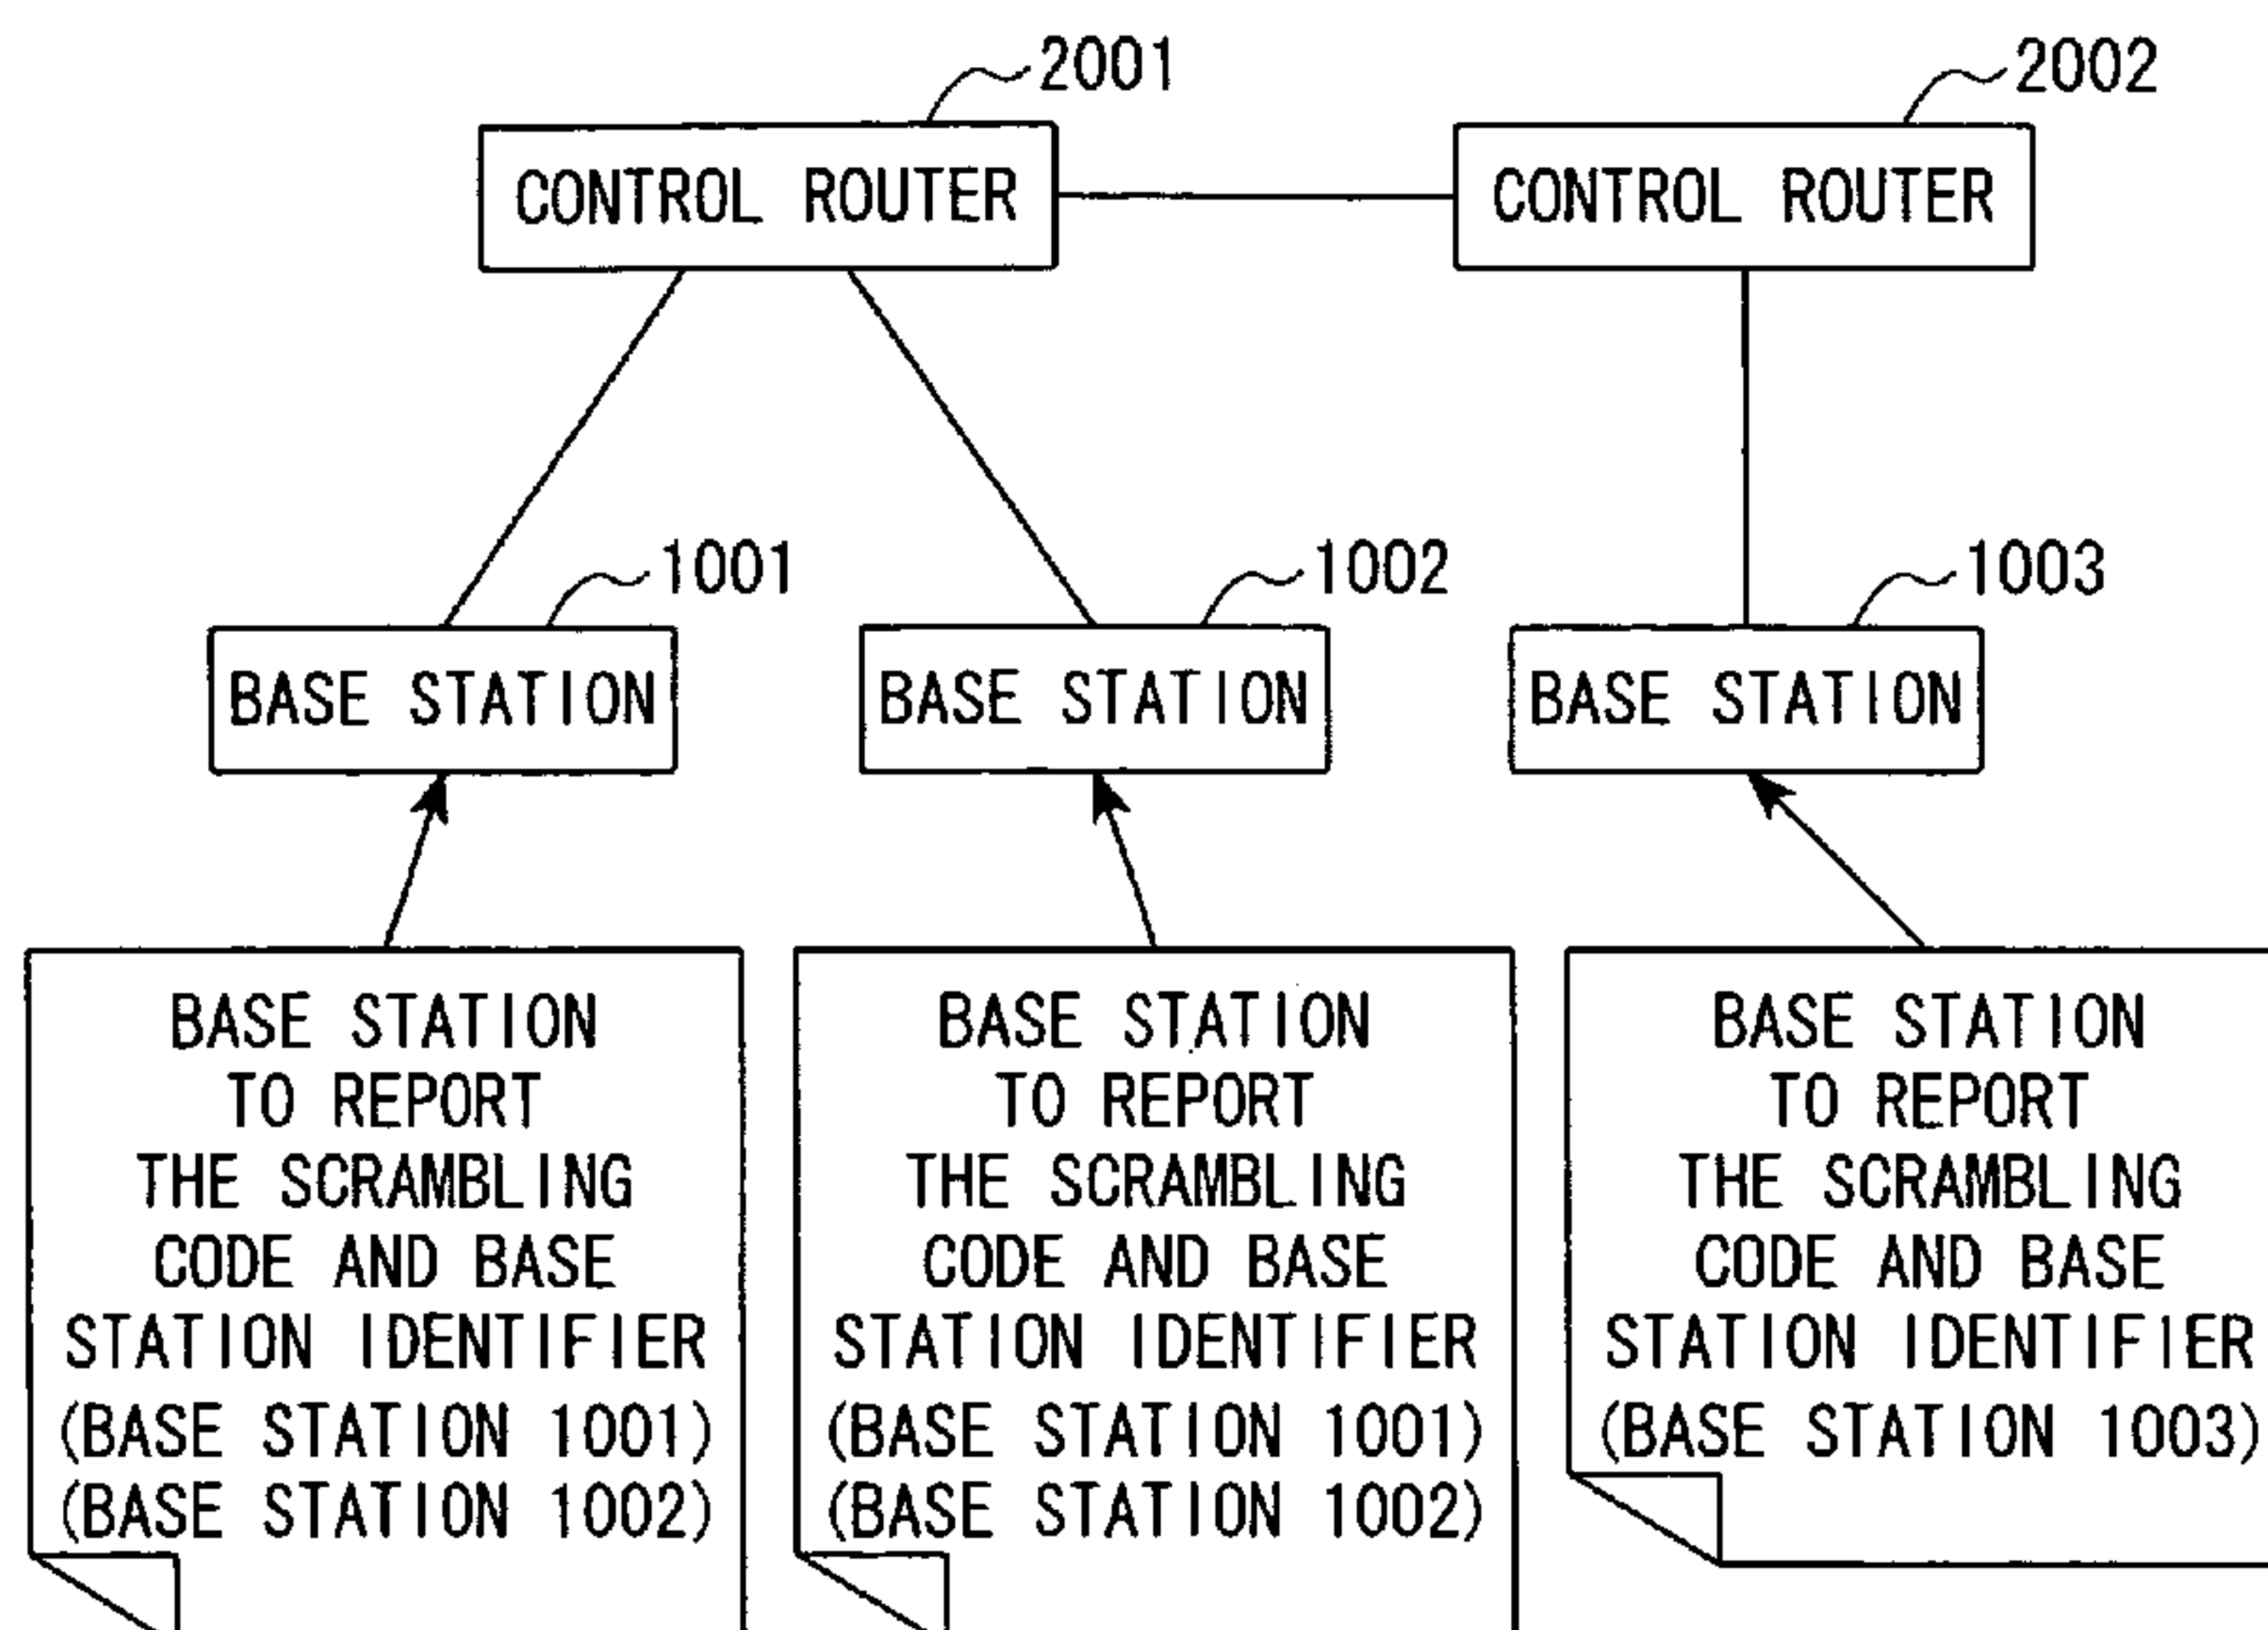 2001
2002
CONTROL ROUTER
CONTROL ROUTER
1001
1002
1003
BASE STATION
BASE STATION
BASE STATION
BASE STATION
TO REPORT
THE SCRAMBLING
CODE AND BASE
STATION IDENTIFIER
(BASE STATION 1001)
(BASE STATION 1002)
BASE STATION
TO REPORT
THE SCRAMBLING
CODE AND BASE
STATION IDENTIFIER
(BASE STATION 1001)
(BASE STATION 1002)
BASE STATION
TO REPORT
THE SCRAMBLING
CODE AND BASE
STATION IDENTIFIER
(BASE STATION 1003)